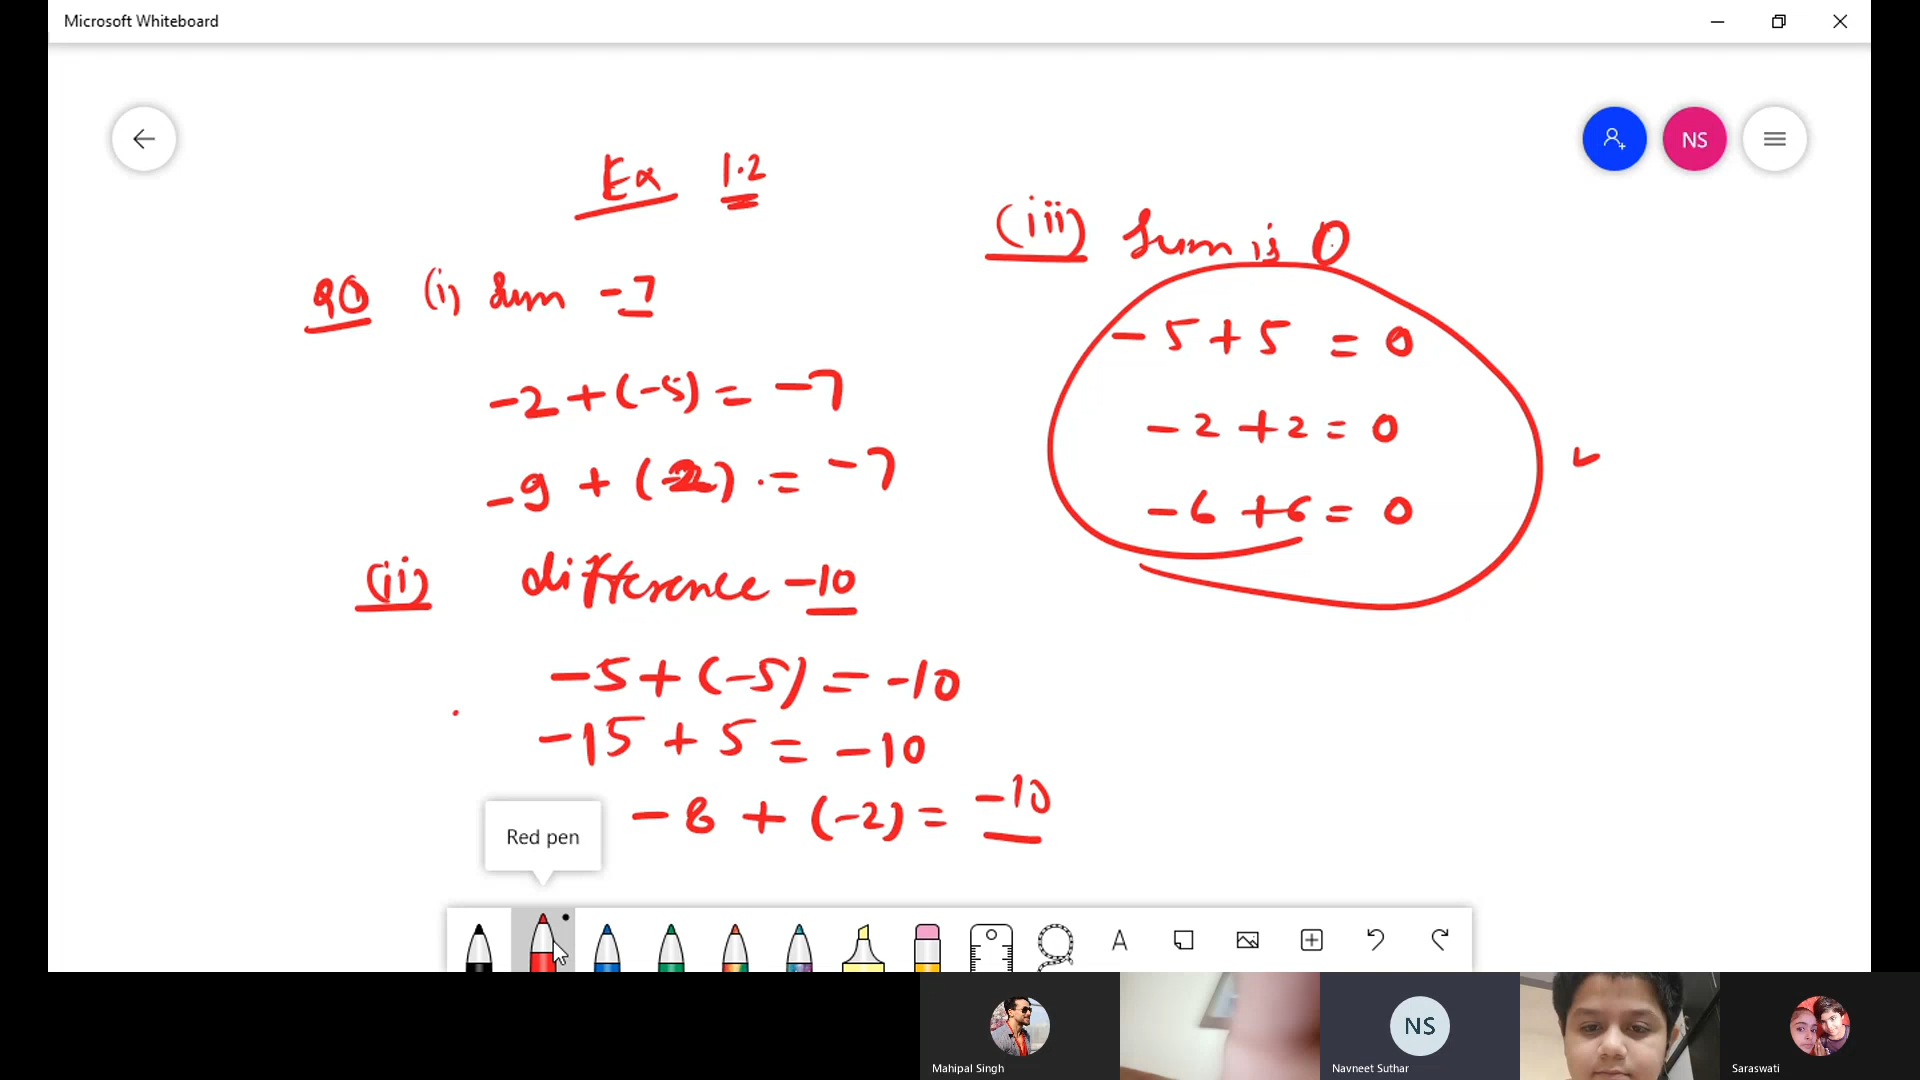 Microsoft Whiteboard
NS
Ex 1.2
Q① (i) Sum -7
-2 + (-5) = -7
-9 + ( ) = -7
(ii) difference -10
-5 + (-5) = -10
-15 + 5 = -10
-8 + (-2) = -10
(iii) Sum is 0
-5 + 5 = 0
-2 + 2 = 0
-6 + 6 = 0
Red pen
A
NS
Mahipal Singh
Navneet Suthar
Saraswati